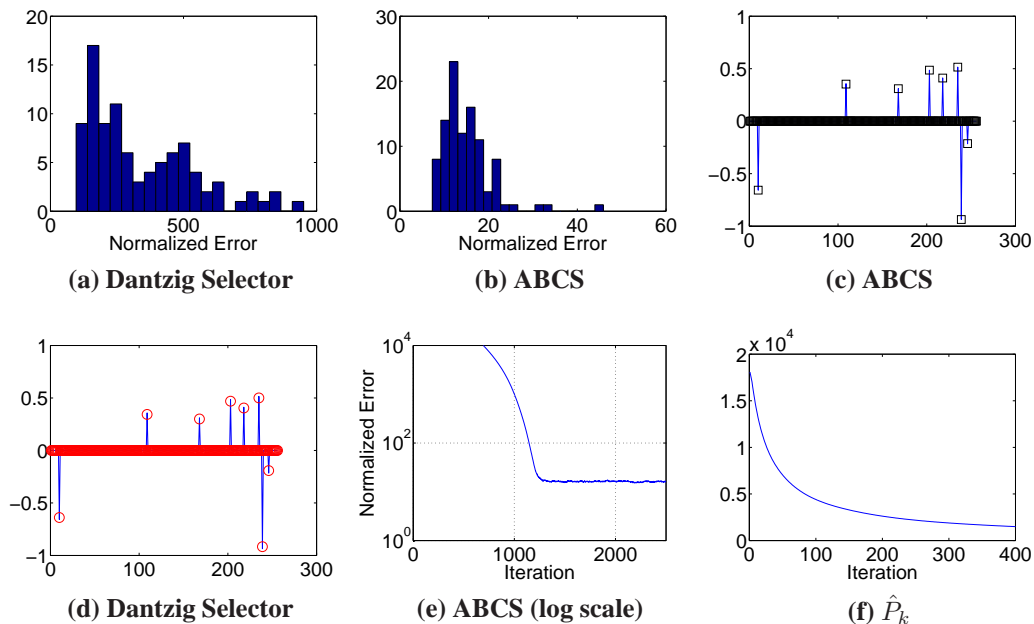 20
15
10
5
0
0 500 1000
Normalized Error
(a) Dantzig Selector
30
20
10
0
0 20 40 60
Normalized Error
(b) ABCS
1
0.5
0
−0.5
−1
0 100 200 300
(c) ABCS
1
0.5
0
−0.5
−1
0 100 200 300
(d) Dantzig Selector
Normalized Error
10^4
10^2
10^0
1000 2000
Iteration
(e) ABCS (log scale)
x 10^4
2
1.5
1
0.5
0
0 100 200 300 400
Iteration
(f) P̂_k